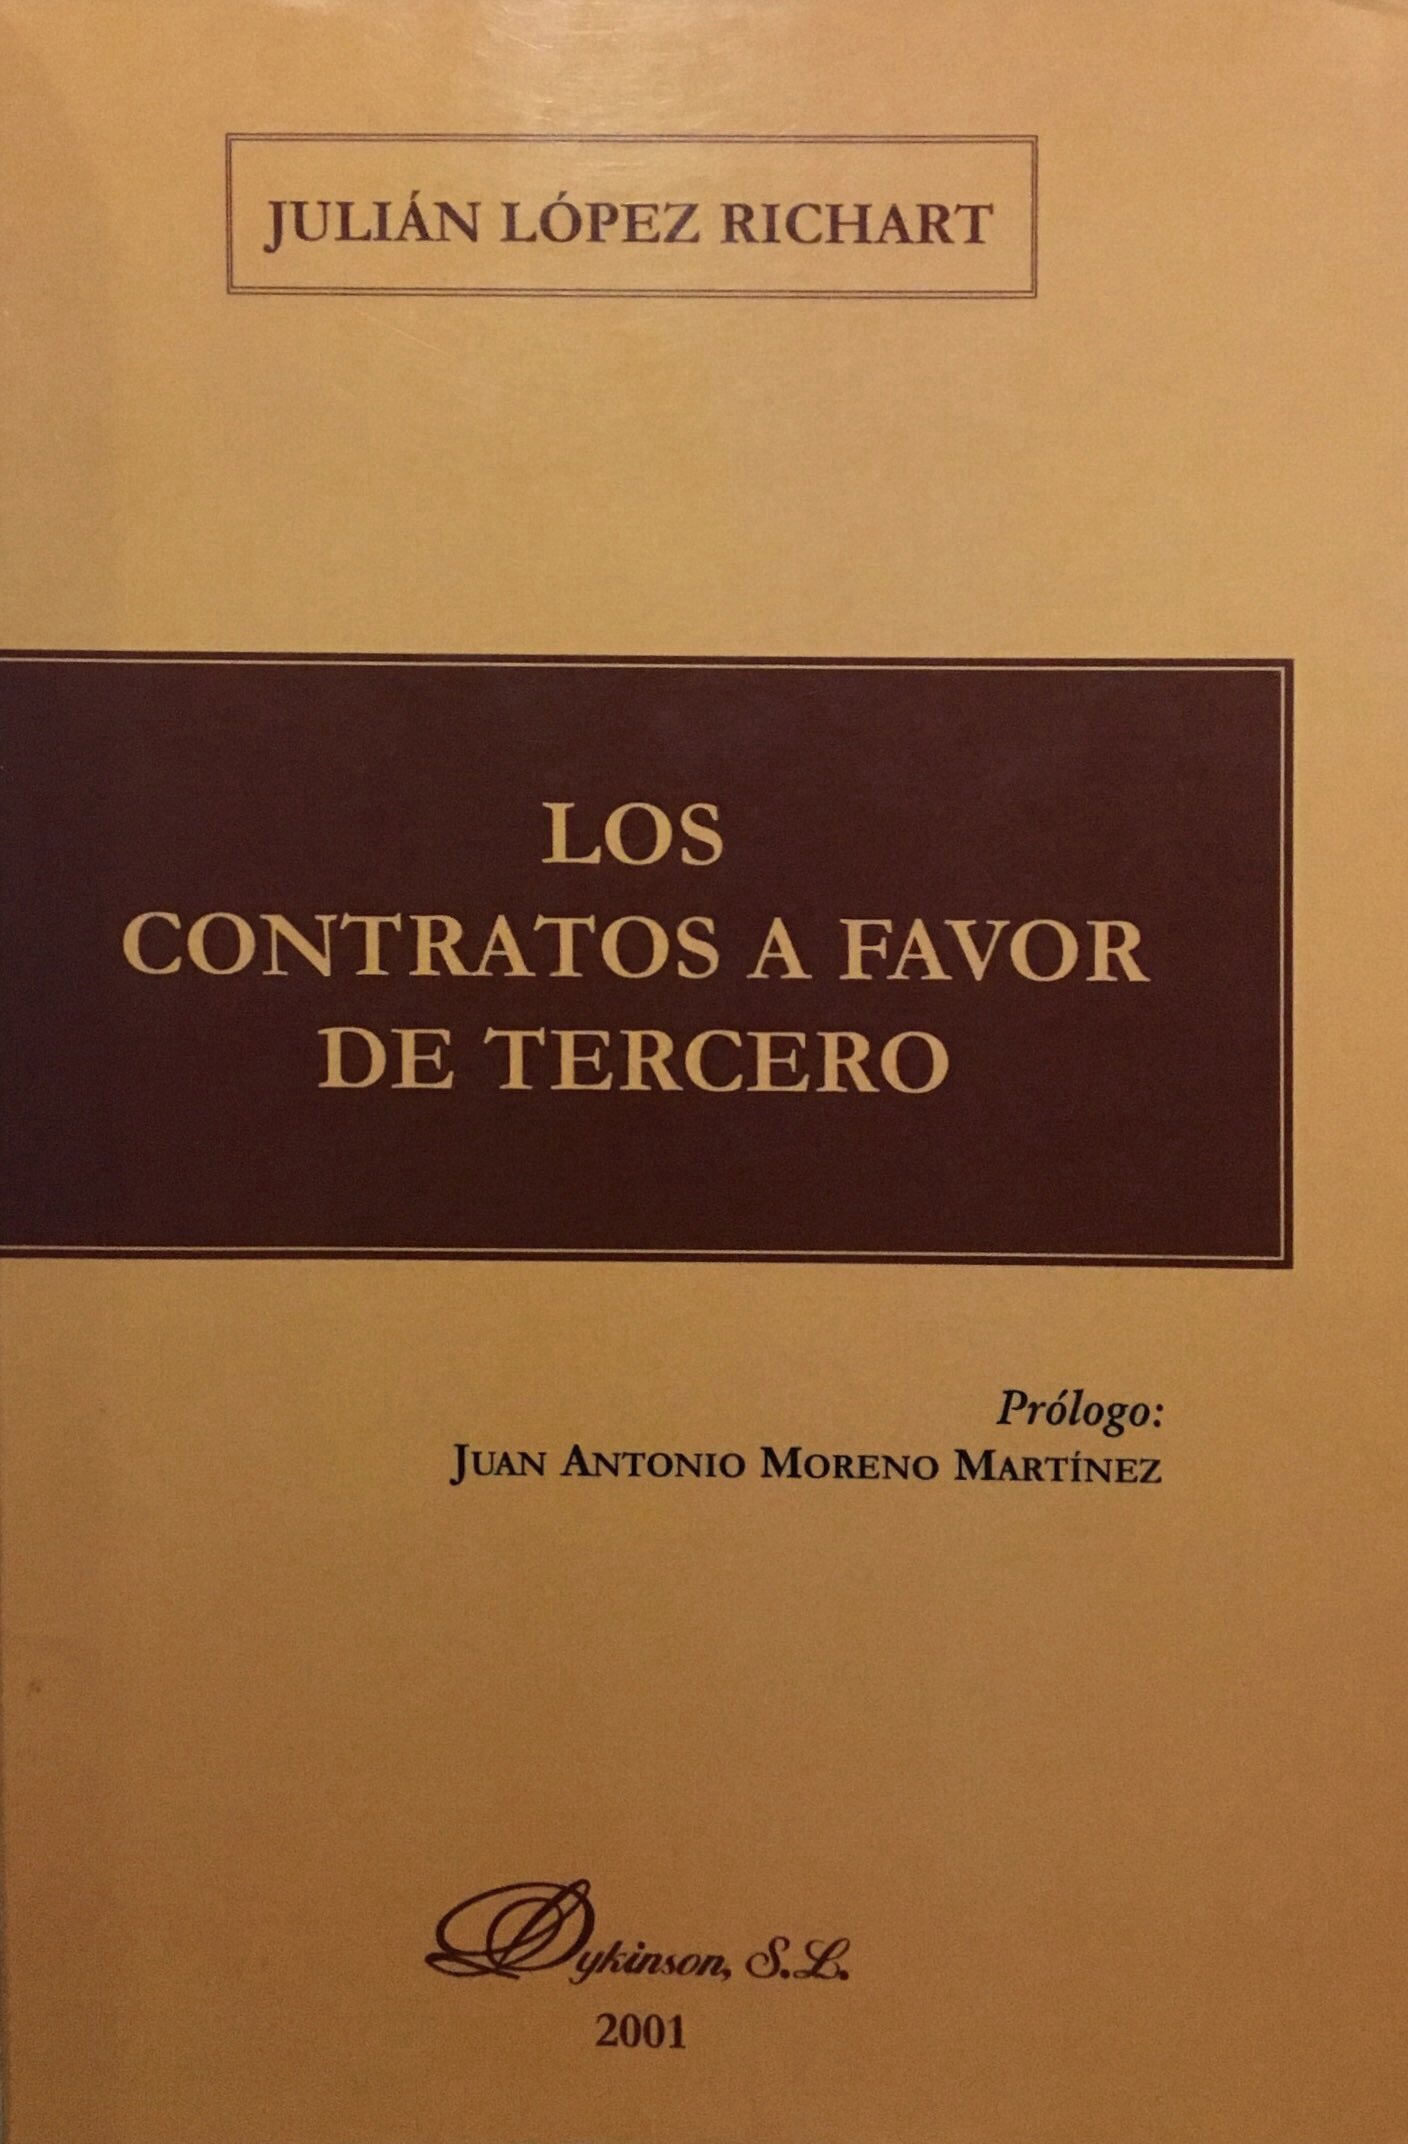 JULIÁN LÓPEZ RICHART
LOS
CONTRATOS A FAVOR
DE TERCERO
Prólogo:
JUAN ANTONIO MORENO MARTÍNEZ
Dykinson, S.L.
2001